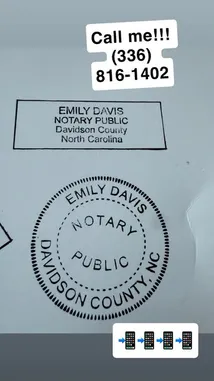 Call me!!!
(336)
816-1402
EMILY DAVIS
NOTARY PUBLIC
Davidson County
North Carolina
EMILY DAVIS
NOTARY
PUBLIC
DAVIDSON COUNTY, NC